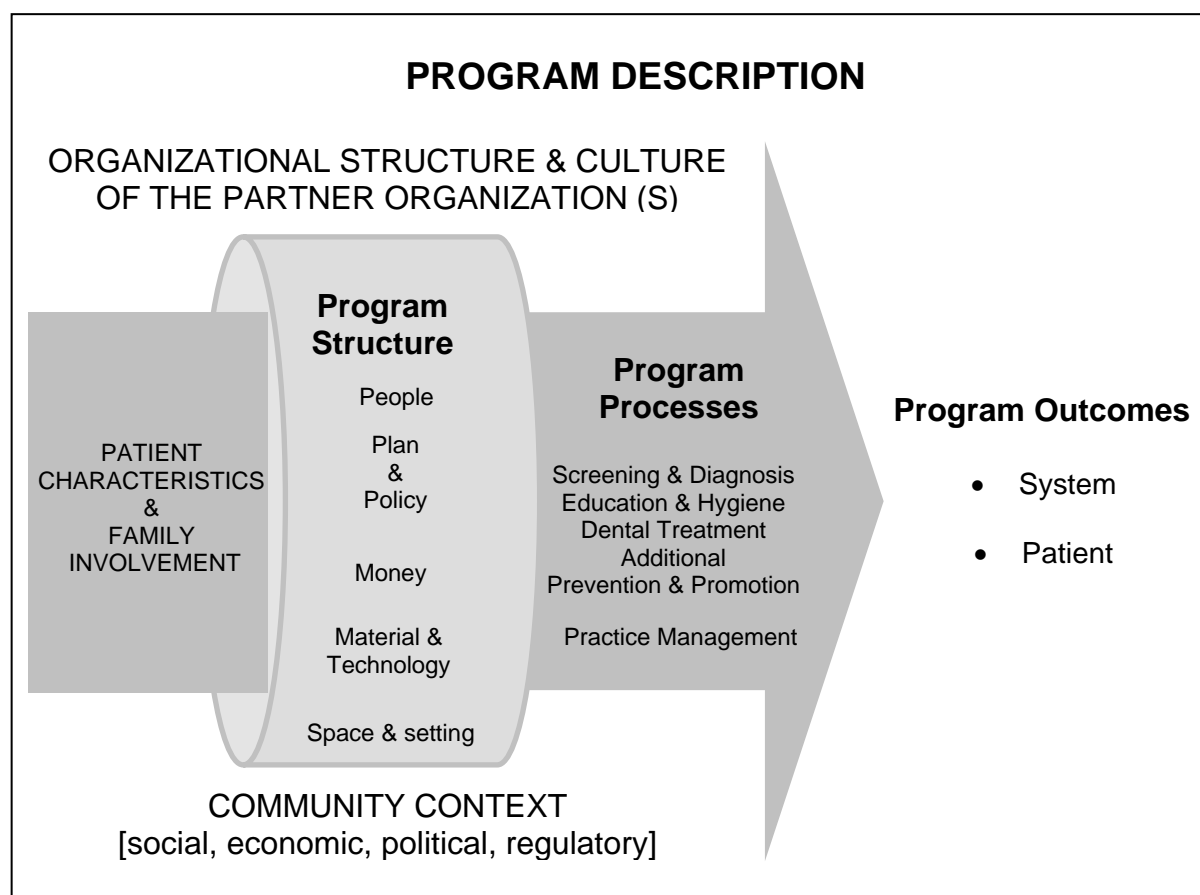 PROGRAM DESCRIPTION
ORGANIZATIONAL STRUCTURE & CULTURE
OF THE PARTNER ORGANIZATION (S)
PATIENT
CHARACTERISTICS
&
FAMILY
INVOLVEMENT
Program
Structure
People
Plan
&
Policy
Money
Material &
Technology
Space & setting
Program
Processes
Screening & Diagnosis
Education & Hygiene
Dental Treatment
Additional
Prevention & Promotion
Practice Management
Program Outcomes
• System
• Patient
COMMUNITY CONTEXT
[social, economic, political, regulatory]